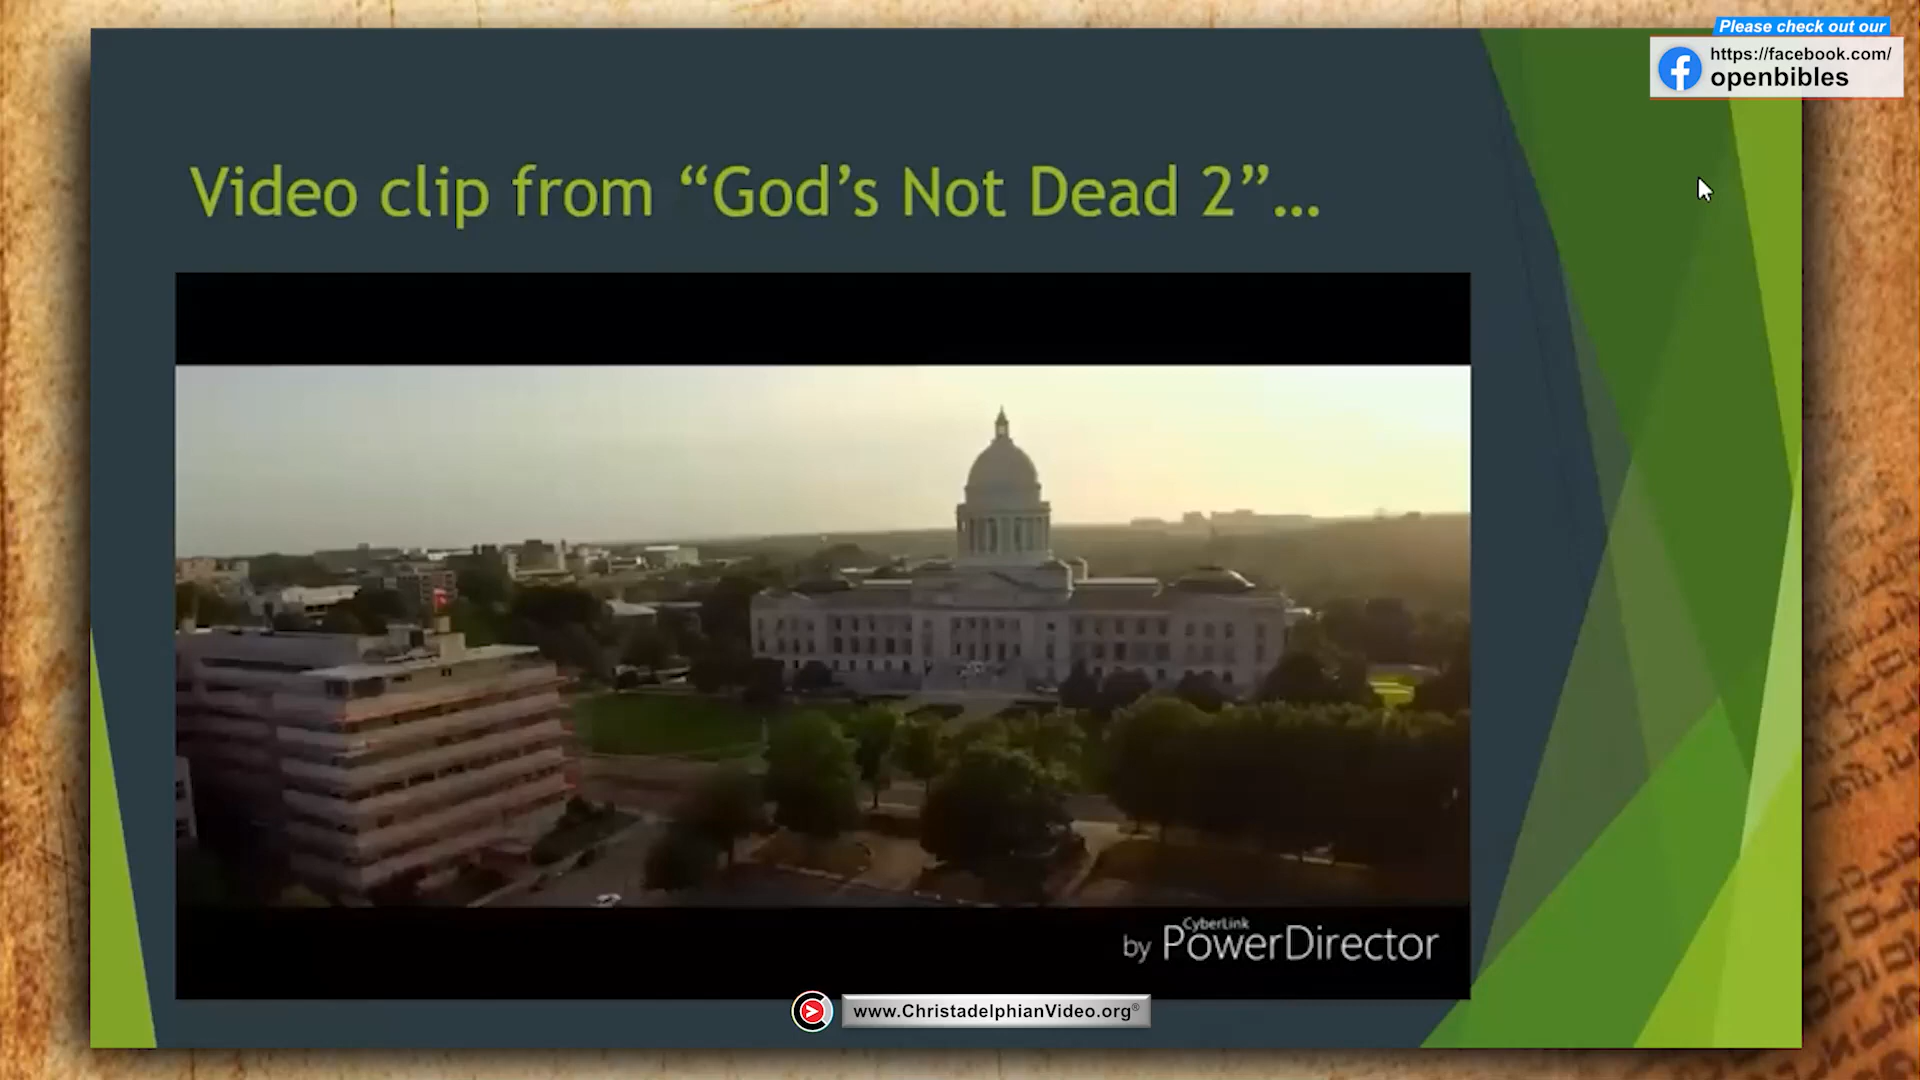 Please check out our
https://facebook.com/
openbibles
Video clip from “God’s Not Dead 2”...
CyberLink
by PowerDirector
www.ChristadelphianVideo.org®